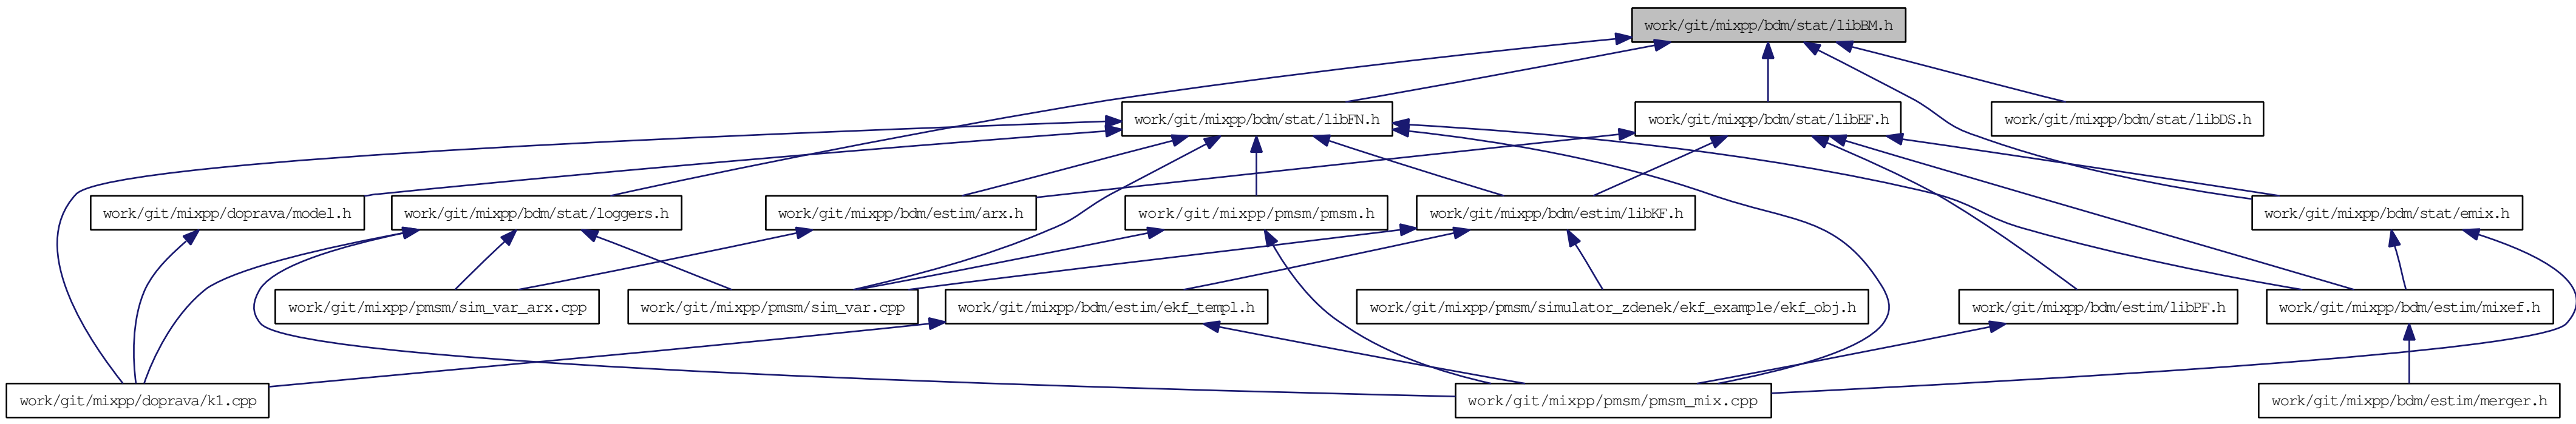 work/git/mixpp/bdm/stat/libBM.h
work/git/mixpp/bdm/stat/libFN.h
work/git/mixpp/bdm/stat/libEF.h
work/git/mixpp/bdm/stat/libDS.h
work/git/mixpp/doprava/model.h
work/git/mixpp/bdm/stat/loggers.h
work/git/mixpp/bdm/estim/arx.h
work/git/mixpp/pmsm/pmsm.h
work/git/mixpp/bdm/estim/libKF.h
work/git/mixpp/bdm/stat/emix.h
work/git/mixpp/pmsm/sim_var_arx.cpp
work/git/mixpp/pmsm/sim_var.cpp
work/git/mixpp/bdm/estim/ekf_templ.h
work/git/mixpp/pmsm/simulator_zdenek/ekf_example/ekf_obj.h
work/git/mixpp/bdm/estim/libPF.h
work/git/mixpp/bdm/estim/mixef.h
work/git/mixpp/doprava/k1.cpp
work/git/mixpp/pmsm/pmsm_mix.cpp
work/git/mixpp/bdm/estim/merger.h